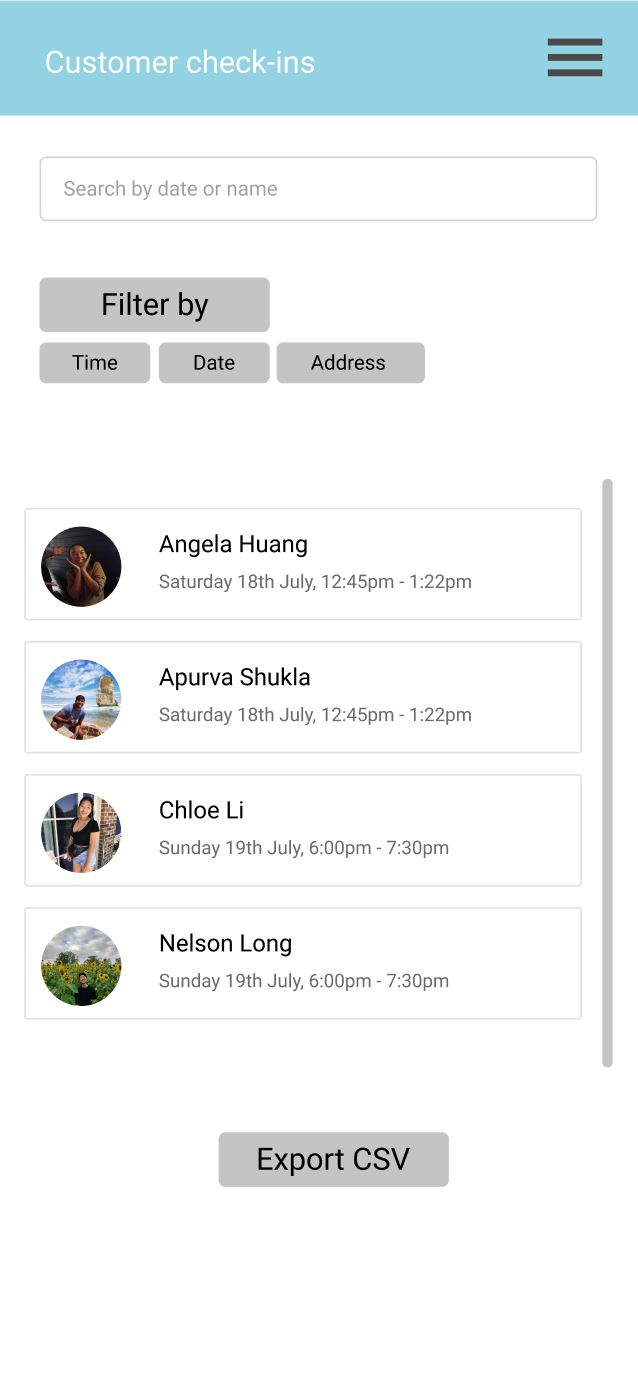 Customer check-ins
Search by date or name
Filter by
Time Date Address
Angela Huang
Saturday 18th July, 12:45pm - 1:22pm
Apurva Shukla
Saturday 18th July, 12:45pm - 1:22pm
Chloe Li
Sunday 19th July, 6:00pm - 7:30pm
Nelson Long
Sunday 19th July, 6:00pm - 7:30pm
Export CSV